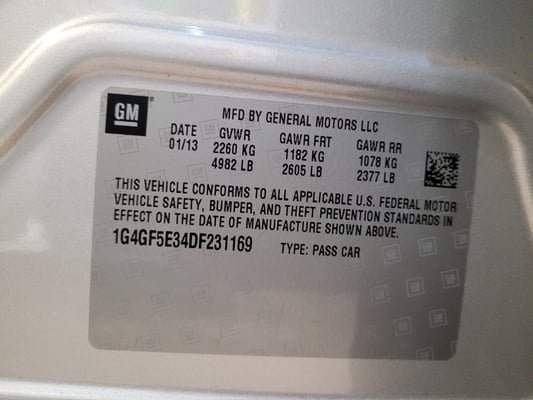 GM
MFD BY GENERAL MOTORS LLC
DATE GVWR GAWR FRT GAWR RR
01/13 2260 KG 1182 KG 1078 KG
4982 LB 2605 LB 2377 LB
THIS VEHICLE CONFORMS TO ALL APPLICABLE U.S. FEDERAL MOTOR
VEHICLE SAFETY, BUMPER, AND THEFT PREVENTION STANDARDS IN
EFFECT ON THE DATE OF MANUFACTURE SHOWN ABOVE.
1G4GF5E34DF231169 TYPE: PASS CAR